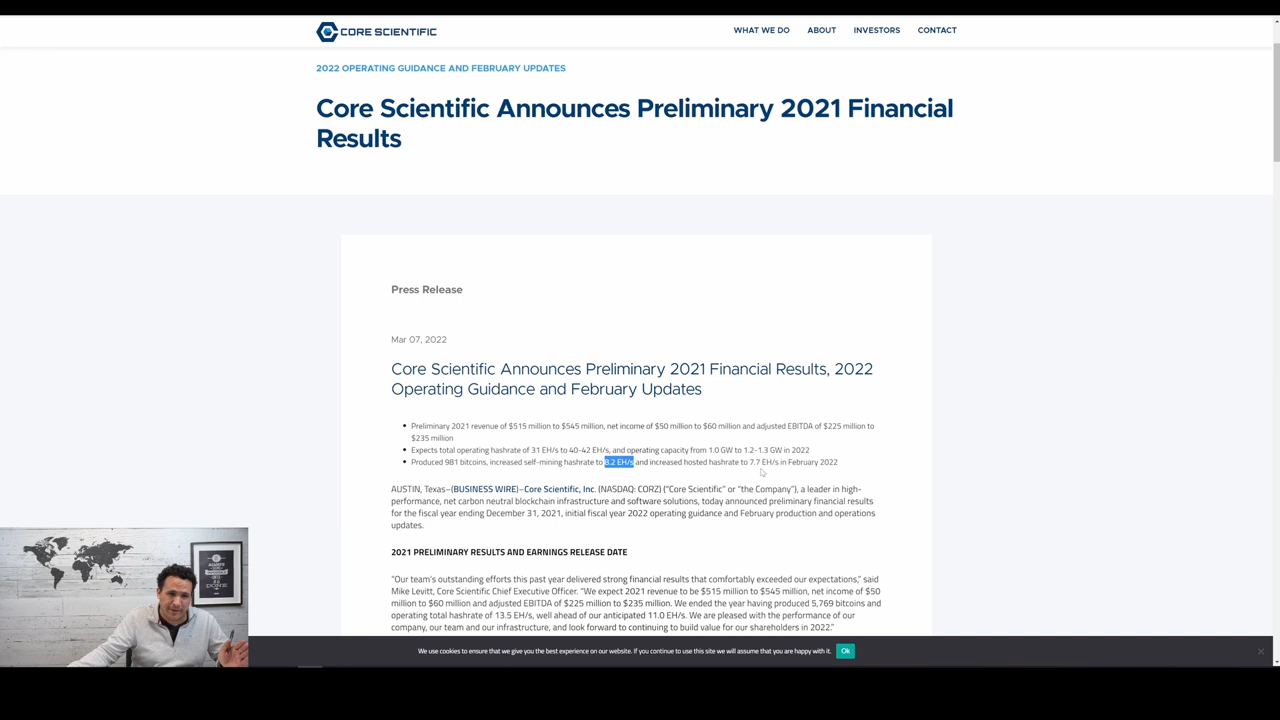 CORE SCIENTIFIC
WHAT WE DO ABOUT INVESTORS CONTACT
2022 OPERATING GUIDANCE AND FEBRUARY UPDATES
Core Scientific Announces Preliminary 2021 Financial
Results
Press Release
Mar 07, 2022
Core Scientific Announces Preliminary 2021 Financial Results, 2022
Operating Guidance and February Updates
Preliminary 2021 revenue of $515 million to $545 million, net income of $50 million to $60 million and adjusted EBITDA of $225 million to
$235 million
Expects total operating hashrate of 31 EH/s to 40-42 EH/s, and operating capacity from 1.0 GW to 1.2-1.3 GW in 2022
Produced 981 bitcoins, increased self-mining hashrate to 8.2 EH/s and increased hosted hashrate to 7.7 EH/s in February 2022
AUSTIN, Texas–(BUSINESS WIRE)–Core Scientific, Inc. (NASDAQ: CORZ) (“Core Scientific” or “the Company”), a leader in high-
performance, net carbon neutral blockchain infrastructure and software solutions, today announced preliminary financial results
for the fiscal year ending December 31, 2021, initial fiscal year 2022 operating guidance and February production and operations
updates.
2021 PRELIMINARY RESULTS AND EARNINGS RELEASE DATE
“Our team’s outstanding efforts this past year delivered strong financial results that comfortably exceeded our expectations,” said
Mike Levitt, Core Scientific Chief Executive Officer. “We expect 2021 revenue to be $515 million to $545 million, net income of $50
million to $60 million and adjusted EBITDA of $225 million to $235 million. We ended the year having produced 5,769 bitcoins and
operating total hashrate of 13.5 EH/s, well ahead of our anticipated 11.0 EH/s. We are pleased with the performance of our
company, our team and our infrastructure, and look forward to continuing to build value for our shareholders in 2022.”
We use cookies to ensure that we give you the best experience on our website. If you continue to use this site we will assume that you are happy with it. Ok